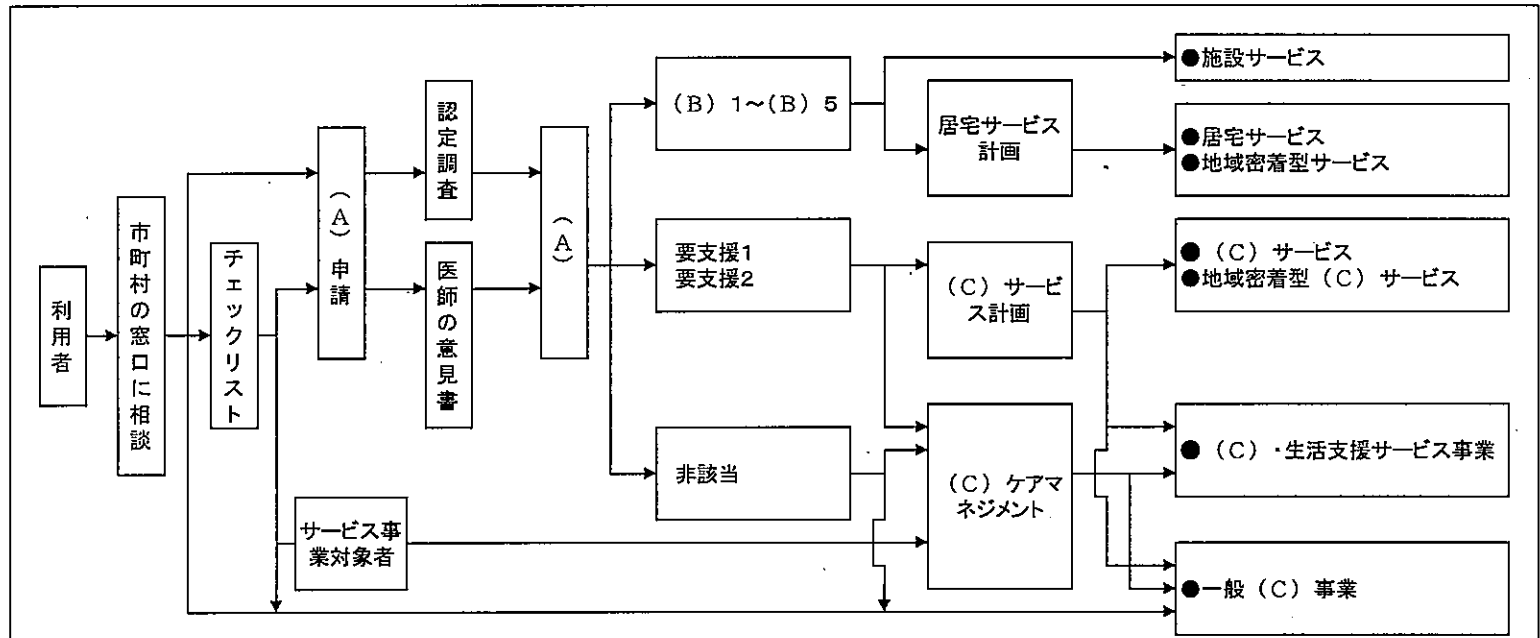 利用者
市町村の窓口に相談
チェックリスト
(A) 申請
認定調査
医師の意見書
(A)
サービス事
業対象者
(B) 1～(B) 5
要支援1
要支援2
非該当
居宅サービス
計画
(C) サービ
ス計画
(C) ケアマ
ネジメント
●施設サービス
●居宅サービス
●地域密着型サービス
● (C) サービス
●地域密着型 (C) サービス
● (C) ・生活支援サービス事業
●一般 (C) 事業